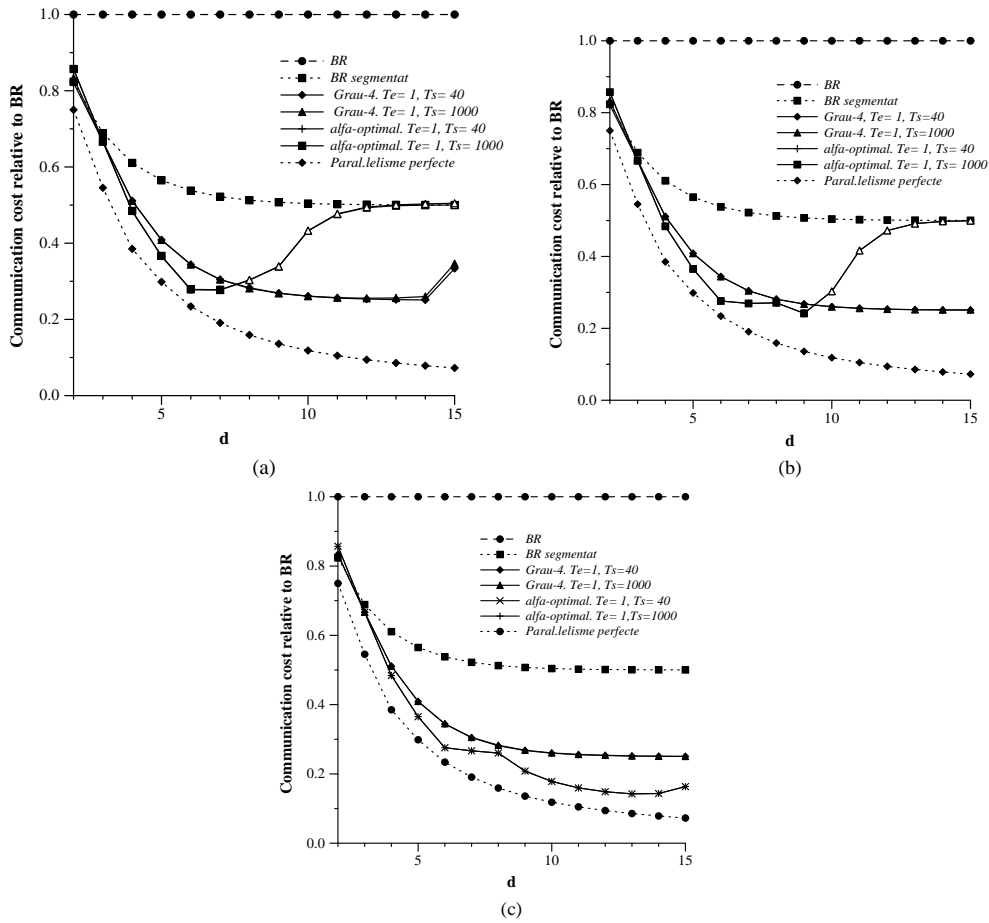 1.0
0.8
0.6
0.4
0.2
0.0
Communication cost relative to BR
5
10
15
d
BR
BR segmentat
Grau-4. Te= 1, Ts= 40
Grau-4. Te= 1, Ts= 1000
alfa-optimal. Te=1, Ts= 40
alfa-optimal. Te= 1, Ts= 1000
Paral.lelisme perfecte
(a)
1.0
0.8
0.6
0.4
0.2
0.0
Communication cost relative to BR
5
10
15
d
BR
BR segmentat
Grau-4, Te= 1, Ts=40
Grau-4. Te= 1, Ts=1000
alfa-optimal. Te= 1, Ts= 40
alfa-optimal. Te= 1, Ts= 1000
Paral.lelisme perfecte
(b)
1.0
0.8
0.6
0.4
0.2
0.0
Communication cost relative to BR
5
10
15
d
BR
BR segmentat
Grau-4. Te=1, Ts=40
Grau-4. Te=1, Ts=1000
alfa-optimal. Te= 1, Ts= 40
alfa-optimal. Te= 1,Ts=1000
Paral.lelisme perfecte
(c)